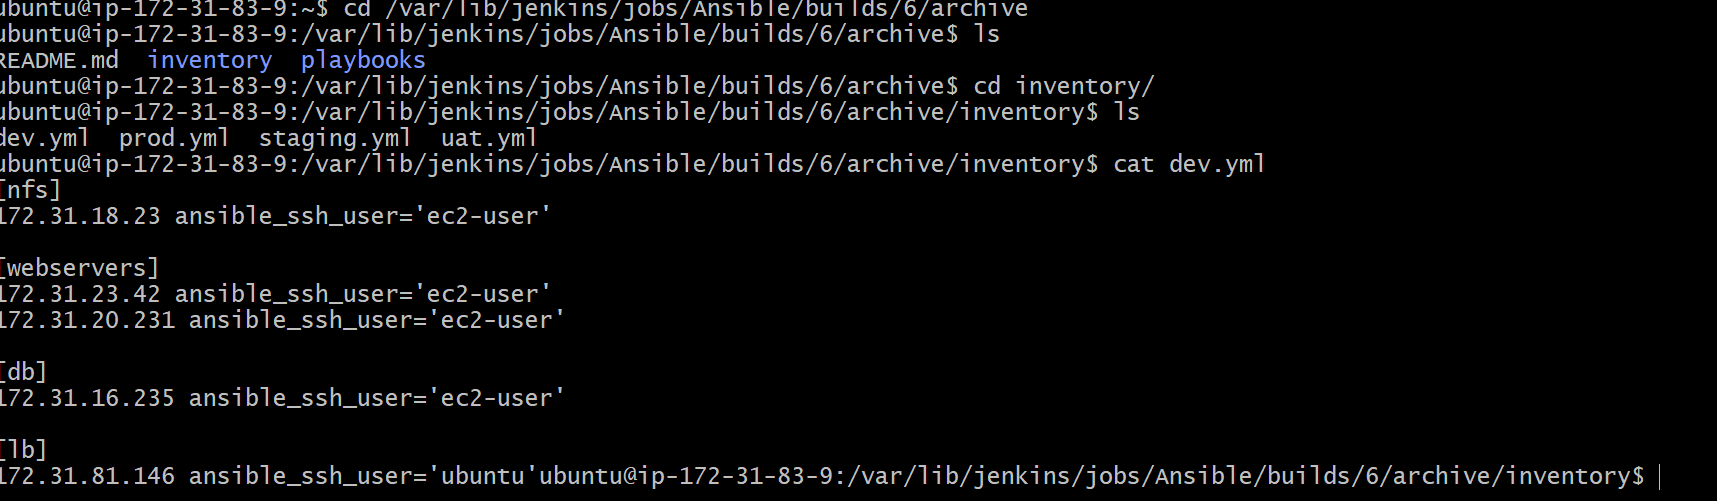 ubuntu@ip-172-31-83-9:~$ cd /var/lib/jenkins/jobs/Ansible/builds/6/archive
ubuntu@ip-172-31-83-9:/var/lib/jenkins/jobs/Ansible/builds/6/archive$ ls
README.md  inventory  playbooks
ubuntu@ip-172-31-83-9:/var/lib/jenkins/jobs/Ansible/builds/6/archive$ cd inventory/
ubuntu@ip-172-31-83-9:/var/lib/jenkins/jobs/Ansible/builds/6/archive/inventory$ ls
dev.yml  prod.yml  staging.yml  uat.yml
ubuntu@ip-172-31-83-9:/var/lib/jenkins/jobs/Ansible/builds/6/archive/inventory$ cat dev.yml
[nfs]
172.31.18.23 ansible_ssh_user='ec2-user'
[webservers]
172.31.23.42 ansible_ssh_user='ec2-user'
172.31.20.231 ansible_ssh_user='ec2-user'
[db]
172.31.16.235 ansible_ssh_user='ec2-user'
[lb]
172.31.81.146 ansible_ssh_user='ubuntu'ubuntu@ip-172-31-83-9:/var/lib/jenkins/jobs/Ansible/builds/6/archive/inventory$